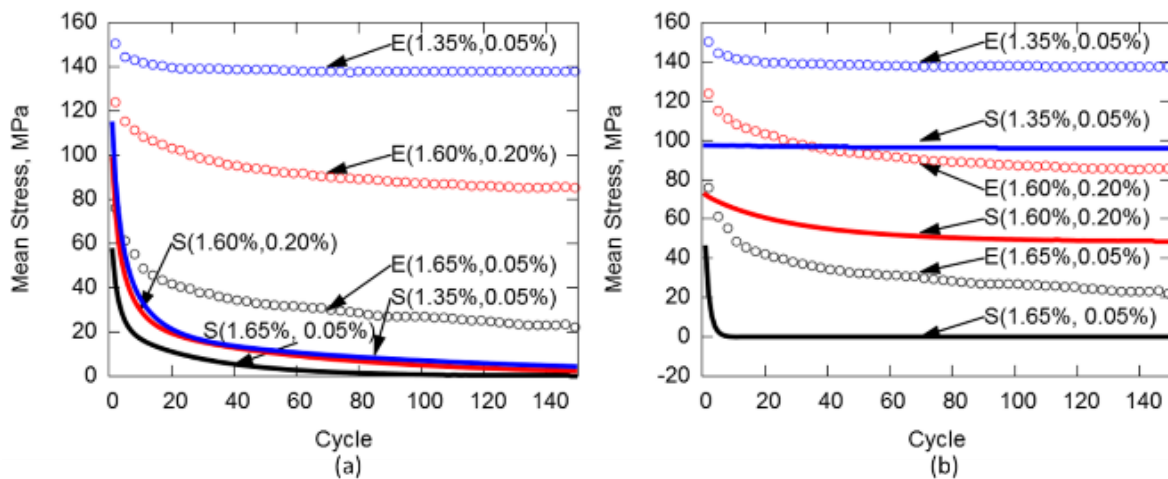 160
140
120
100
80
60
40
20
0
Mean Stress, MPa
E(1.35%,0.05%)
E(1.60%,0.20%)
S(1.60%,0.20%)
E(1.65%,0.05%)
S(1.35%,0.05%)
S(1.65%, 0.05%)
0 20 40 60 80 100 120 140
Cycle
(a)
160
140
120
100
80
60
40
20
0
-20
Mean Stress, MPa
E(1.35%,0.05%)
S(1.35%,0.05%)
E(1.60%,0.20%)
S(1.60%,0.20%)
E(1.65%,0.05%)
S(1.65%, 0.05%)
0 20 40 60 80 100 120 140
Cycle
(b)